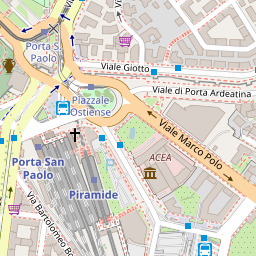 Porta S.
Paolo
Viale Giotto
Viale di Porta Ardeatina
Piazzale
Ostiense
Viale Marco Polo
ACEA
Porta San
Paolo
Piramide
Via Bartolomeo Bo